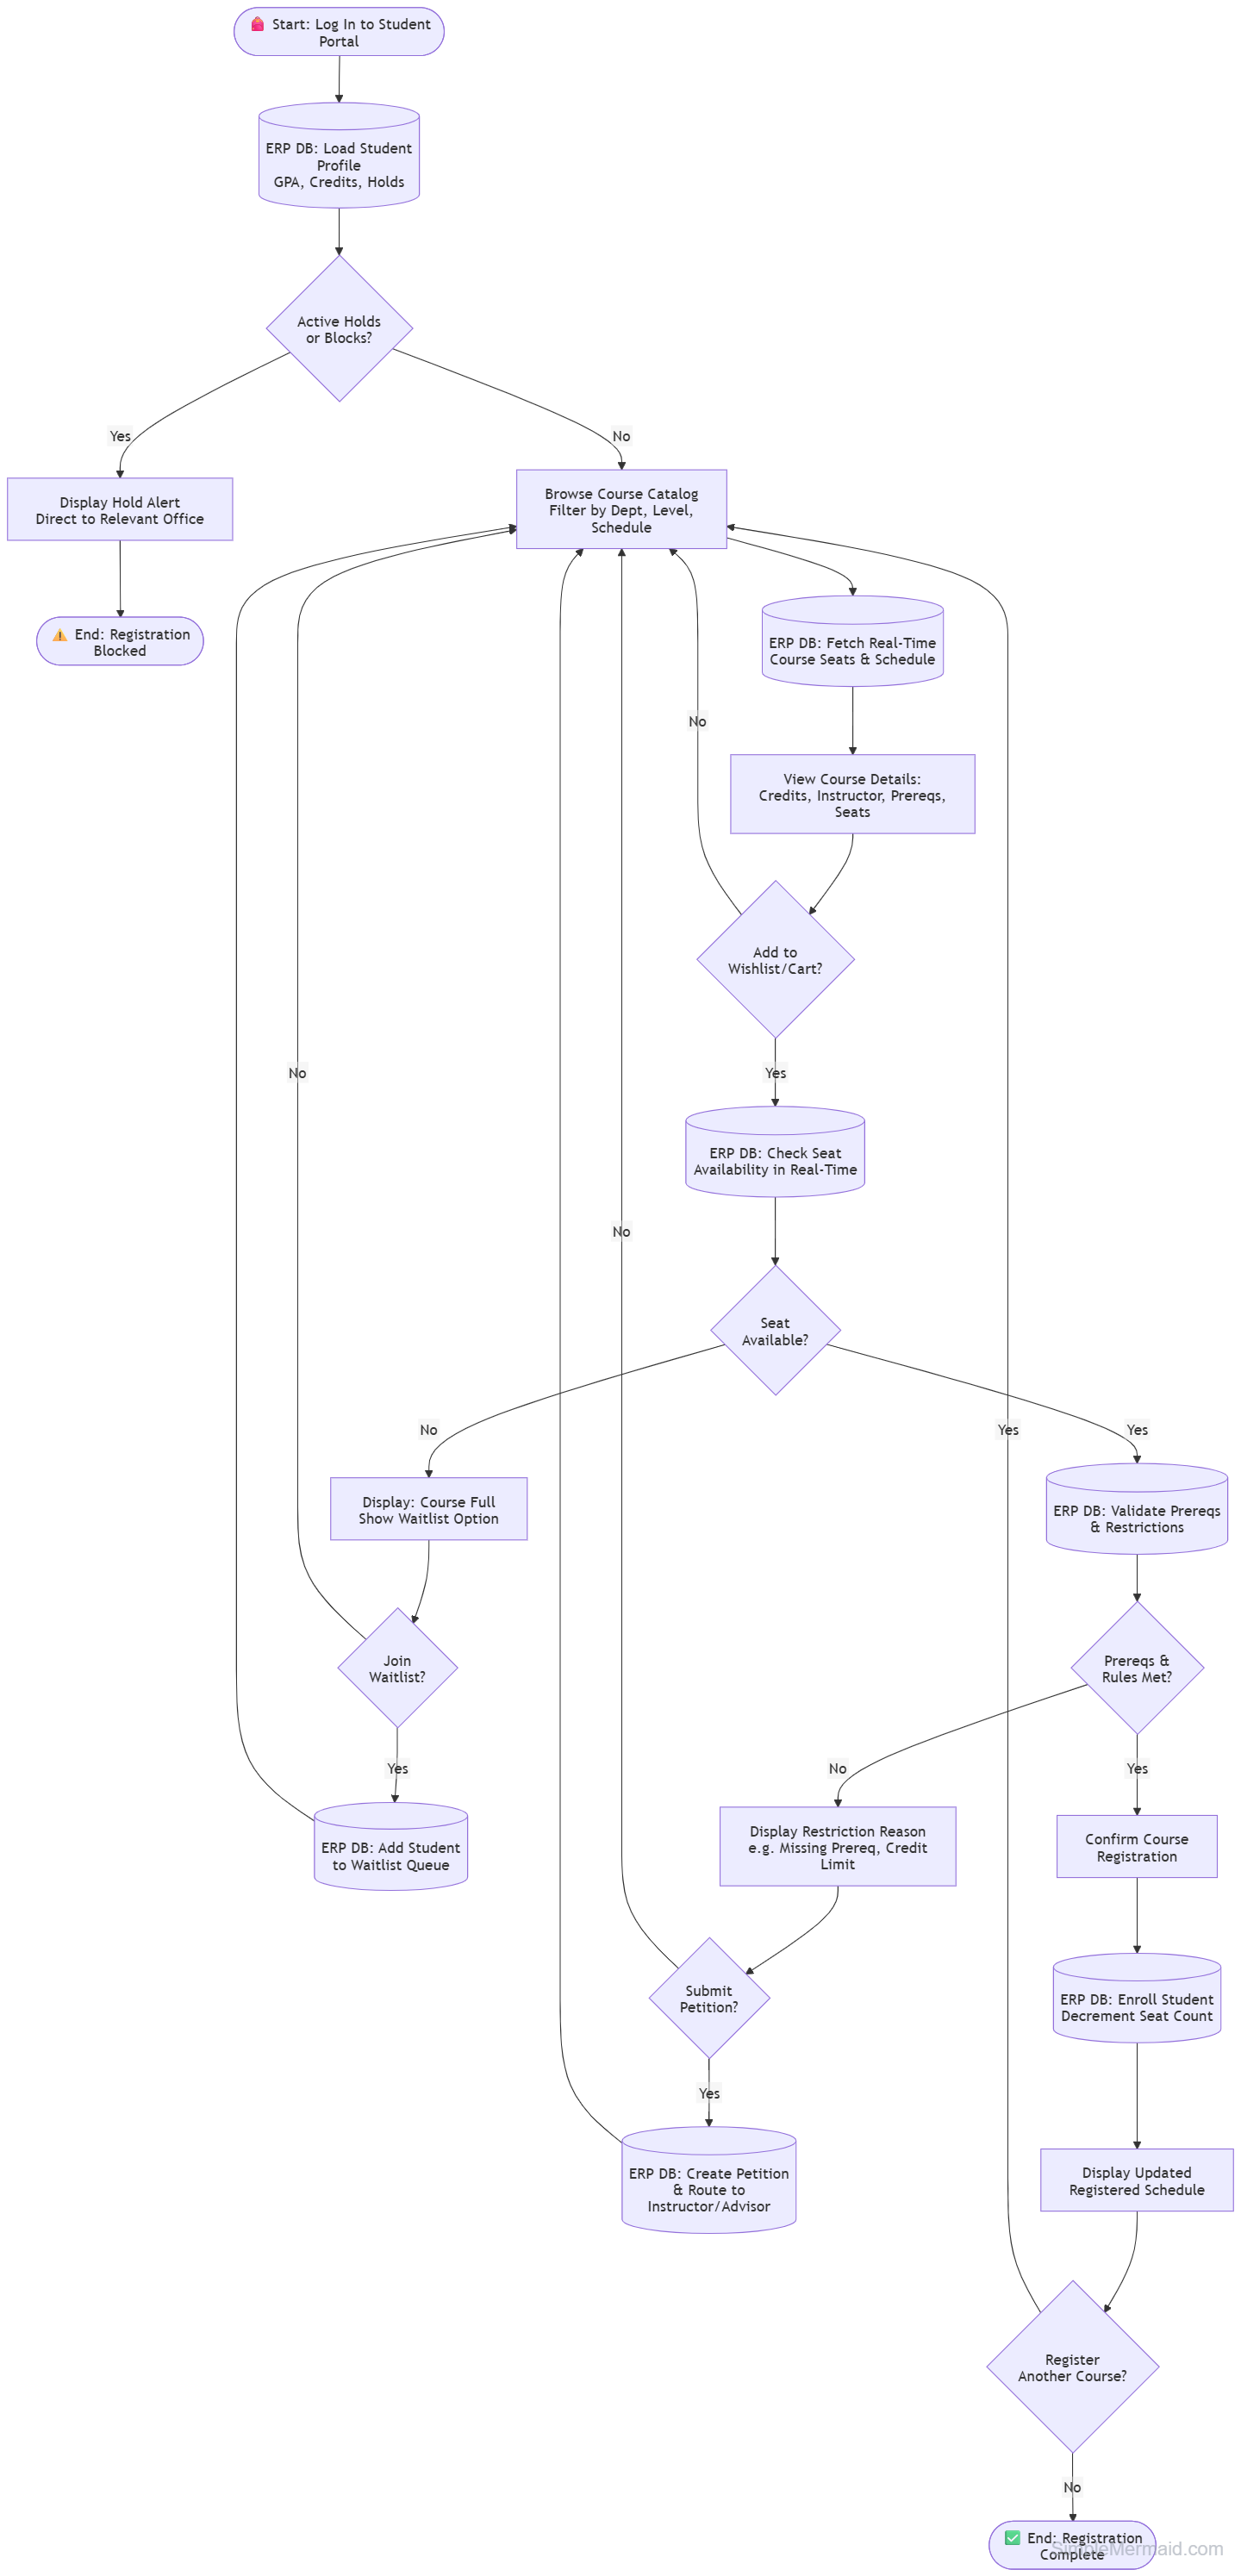 Start: Log In to Student
Portal
ERP DB: Load Student
Profile
GPA, Credits, Holds
Active Holds
or Blocks?
Yes
No
Display Hold Alert
Direct to Relevant Office
Browse Course Catalog
Filter by Dept, Level,
Schedule
End: Registration
Blocked
ERP DB: Fetch Real-Time
Course Seats & Schedule
No
View Course Details:
Credits, Instructor, Prereqs,
Seats
Add to
Wishlist/Cart?
No
Yes
ERP DB: Check Seat
Availability in Real-Time
No
Seat
Available?
No
Yes
Yes
Display: Course Full
Show Waitlist Option
ERP DB: Validate Prereqs
& Restrictions
Join
Waitlist?
Prereqs &
Rules Met?
Yes
No
Yes
ERP DB: Add Student
to Waitlist Queue
Display Restriction Reason
e.g. Missing Prereq, Credit
Limit
Confirm Course
Registration
Submit
Petition?
ERP DB: Enroll Student
Decrement Seat Count
Yes
ERP DB: Create Petition
& Route to
Instructor/Advisor
Display Updated
Registered Schedule
Register
Another Course?
No
End: Registration
Complete
SimpleMermaid.com